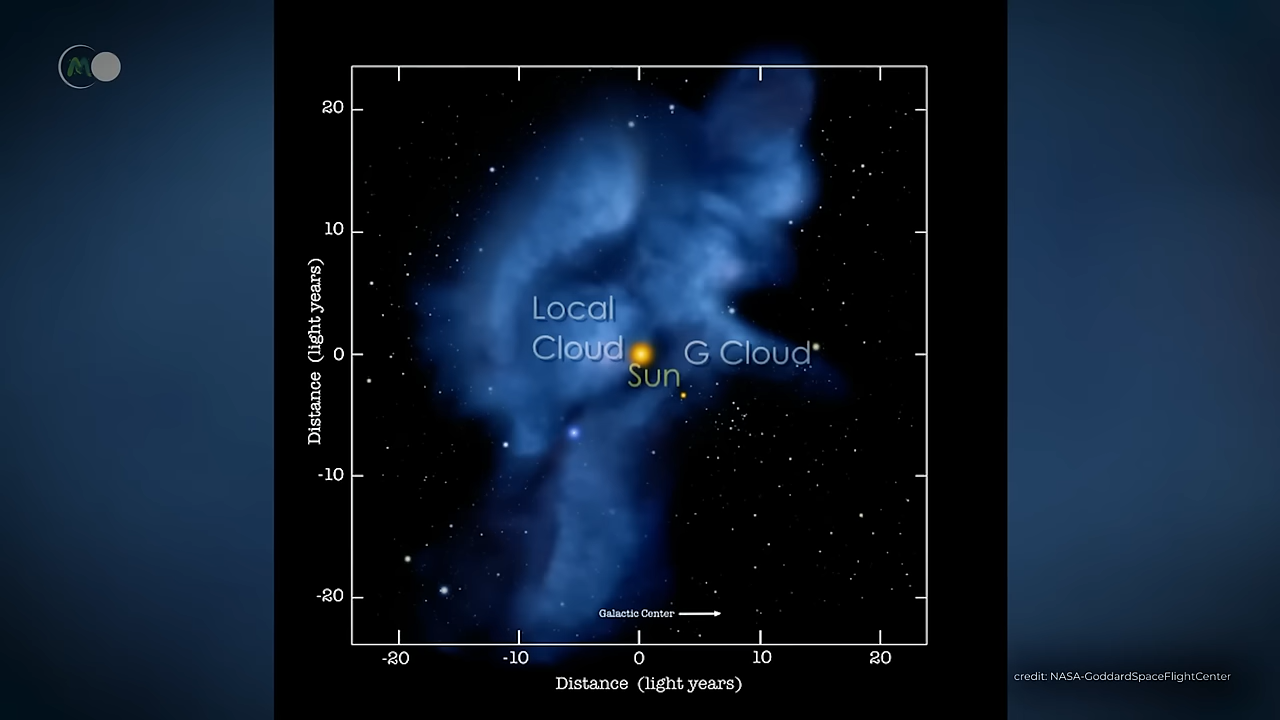 M
20
10
0
-10
-20
Distance (light years)
Local
Cloud
G Cloud
Sun
Galactic Center
-20
-10
0
10
20
Distance (light years)
credit: NASA-GoddardSpaceFlightCenter